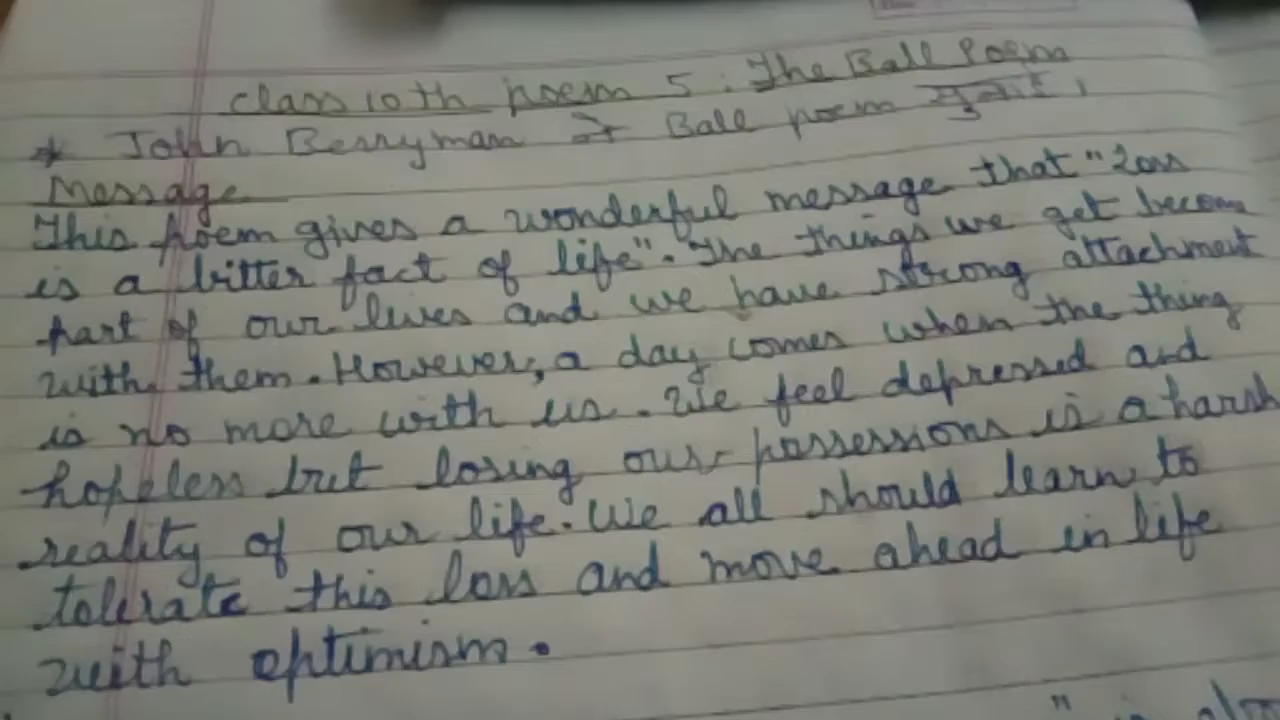 class 10th poem 5. The Ball Poem
* John Berryman → Ball poem
Message
This poem gives a wonderful message that "Loss
is a bitter fact of life". The things we get become
part of our lives and we have strong attachment
with them. However, a day comes when the thing
is no more with us. We feel depressed and
hopeless but losing our possessions is a harsh
reality of our life. We all should learn to
tolerate this loss and move ahead in life
with optimism.